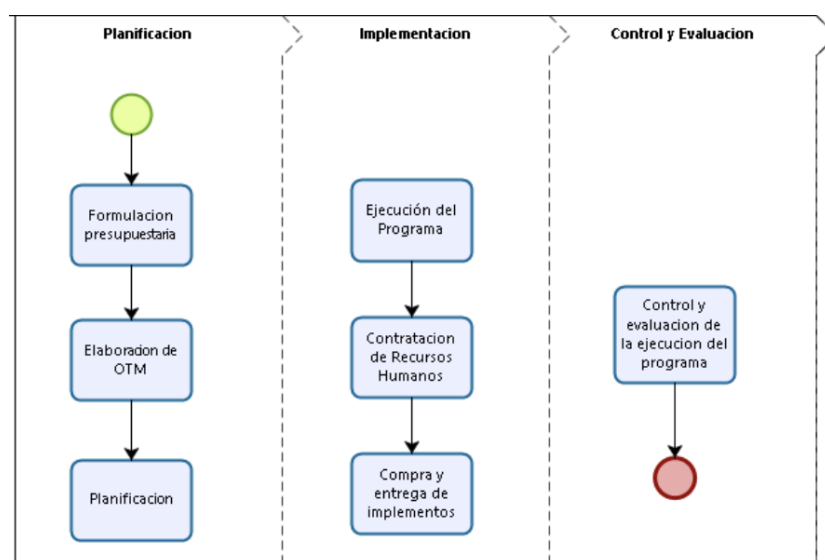 Planificacion
Implementacion
Control y Evaluacion
Formulacion
presupuestaria
Elaboracion de
OTM
Planificacion
Ejecución del
Programa
Contratacion
de Recursos
Humanos
Compra y
entrega de
implementos
Control y
evaluacion de
la ejecucion del
programa